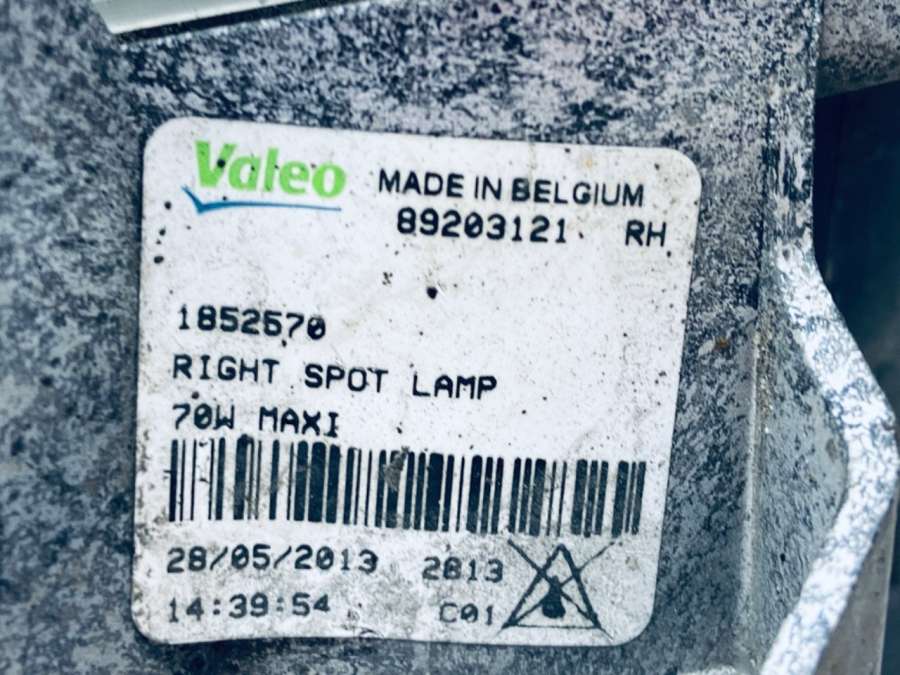 Valeo MADE IN BELGIUM
89203121 RH
1852570
RIGHT SPOT LAMP
70W MAXI
28/05/2013 2813
14:39:54 C01